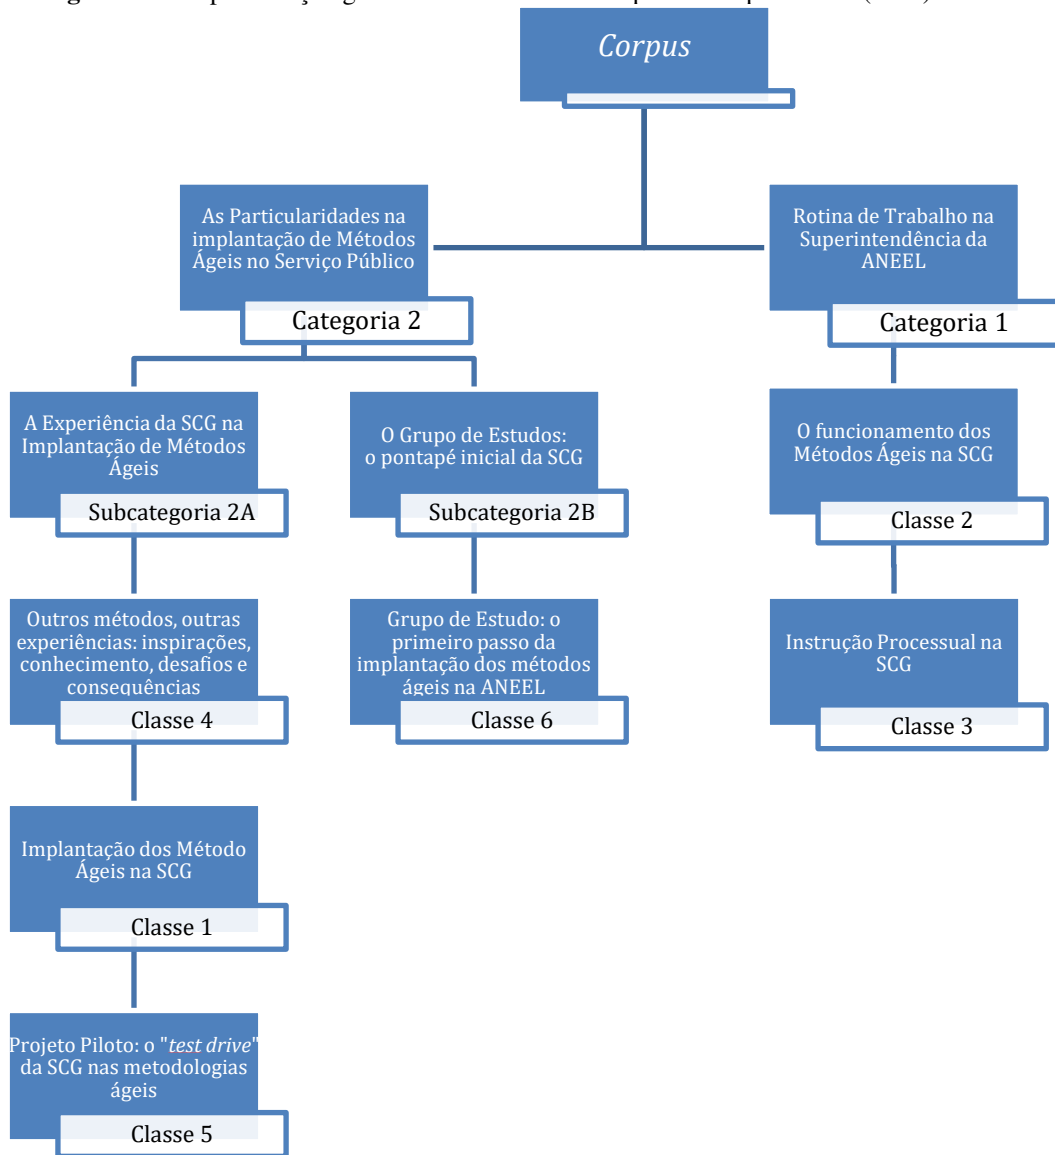 Corpus
As Particularidades na
implantação de Métodos
Ágeis no Serviço Público
Categoria 2
Rotina de Trabalho na
Superintendência da
ANEEL
Categoria 1
A Experiência da SCG na
Implantação de Métodos
Ágeis
Subcategoria 2A
O Grupo de Estudos:
o pontapé inicial da SCG
Subcategoria 2B
O funcionamento dos
Métodos Ágeis na SCG
Classe 2
Outros métodos, outras
experiências: inspirações,
conhecimento, desafios e
consequências
Classe 4
Grupo de Estudo: o
primeiro passo da
implantação dos métodos
ágeis na ANEEL
Classe 6
Instrução Processual na
SCG
Classe 3
Implantação dos Método
Ágeis na SCG
Classe 1
Projeto Piloto: o "test drive"
da SCG nas metodologias
ágeis
Classe 5